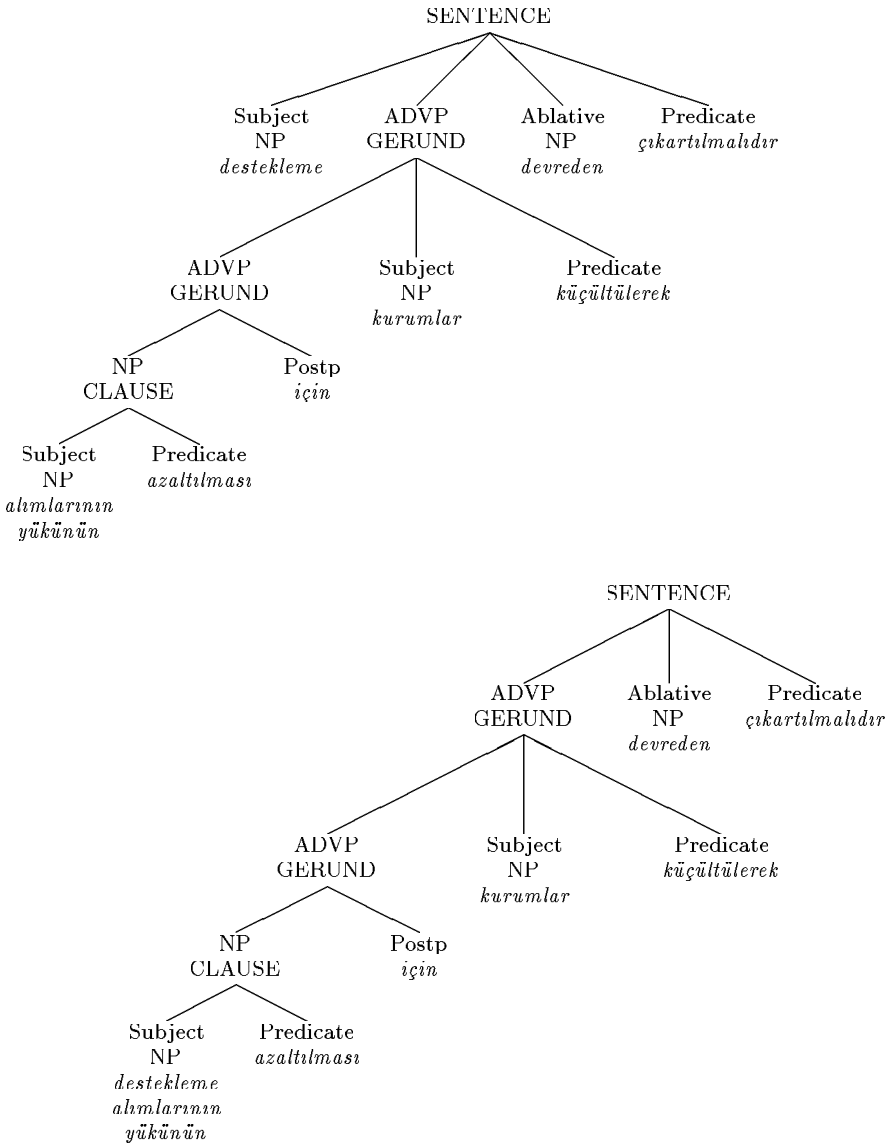 SENTENCE
Subject ADVP Ablative Predicate
NP GERUND NP çıkartılmalıdır
destekleme devreden
ADVP Subject Predicate
GERUND NP küçültülerek
kurumlar
NP Postp
CLAUSE için
Subject Predicate
NP azaltılması
alımlarının
yükünün
SENTENCE
ADVP Ablative Predicate
GERUND NP çıkartılmalıdır
devreden
ADVP Subject Predicate
GERUND NP küçültülerek
kurumlar
NP Postp
CLAUSE için
Subject Predicate
NP azaltılması
destekleme
alımlarının
yükünün